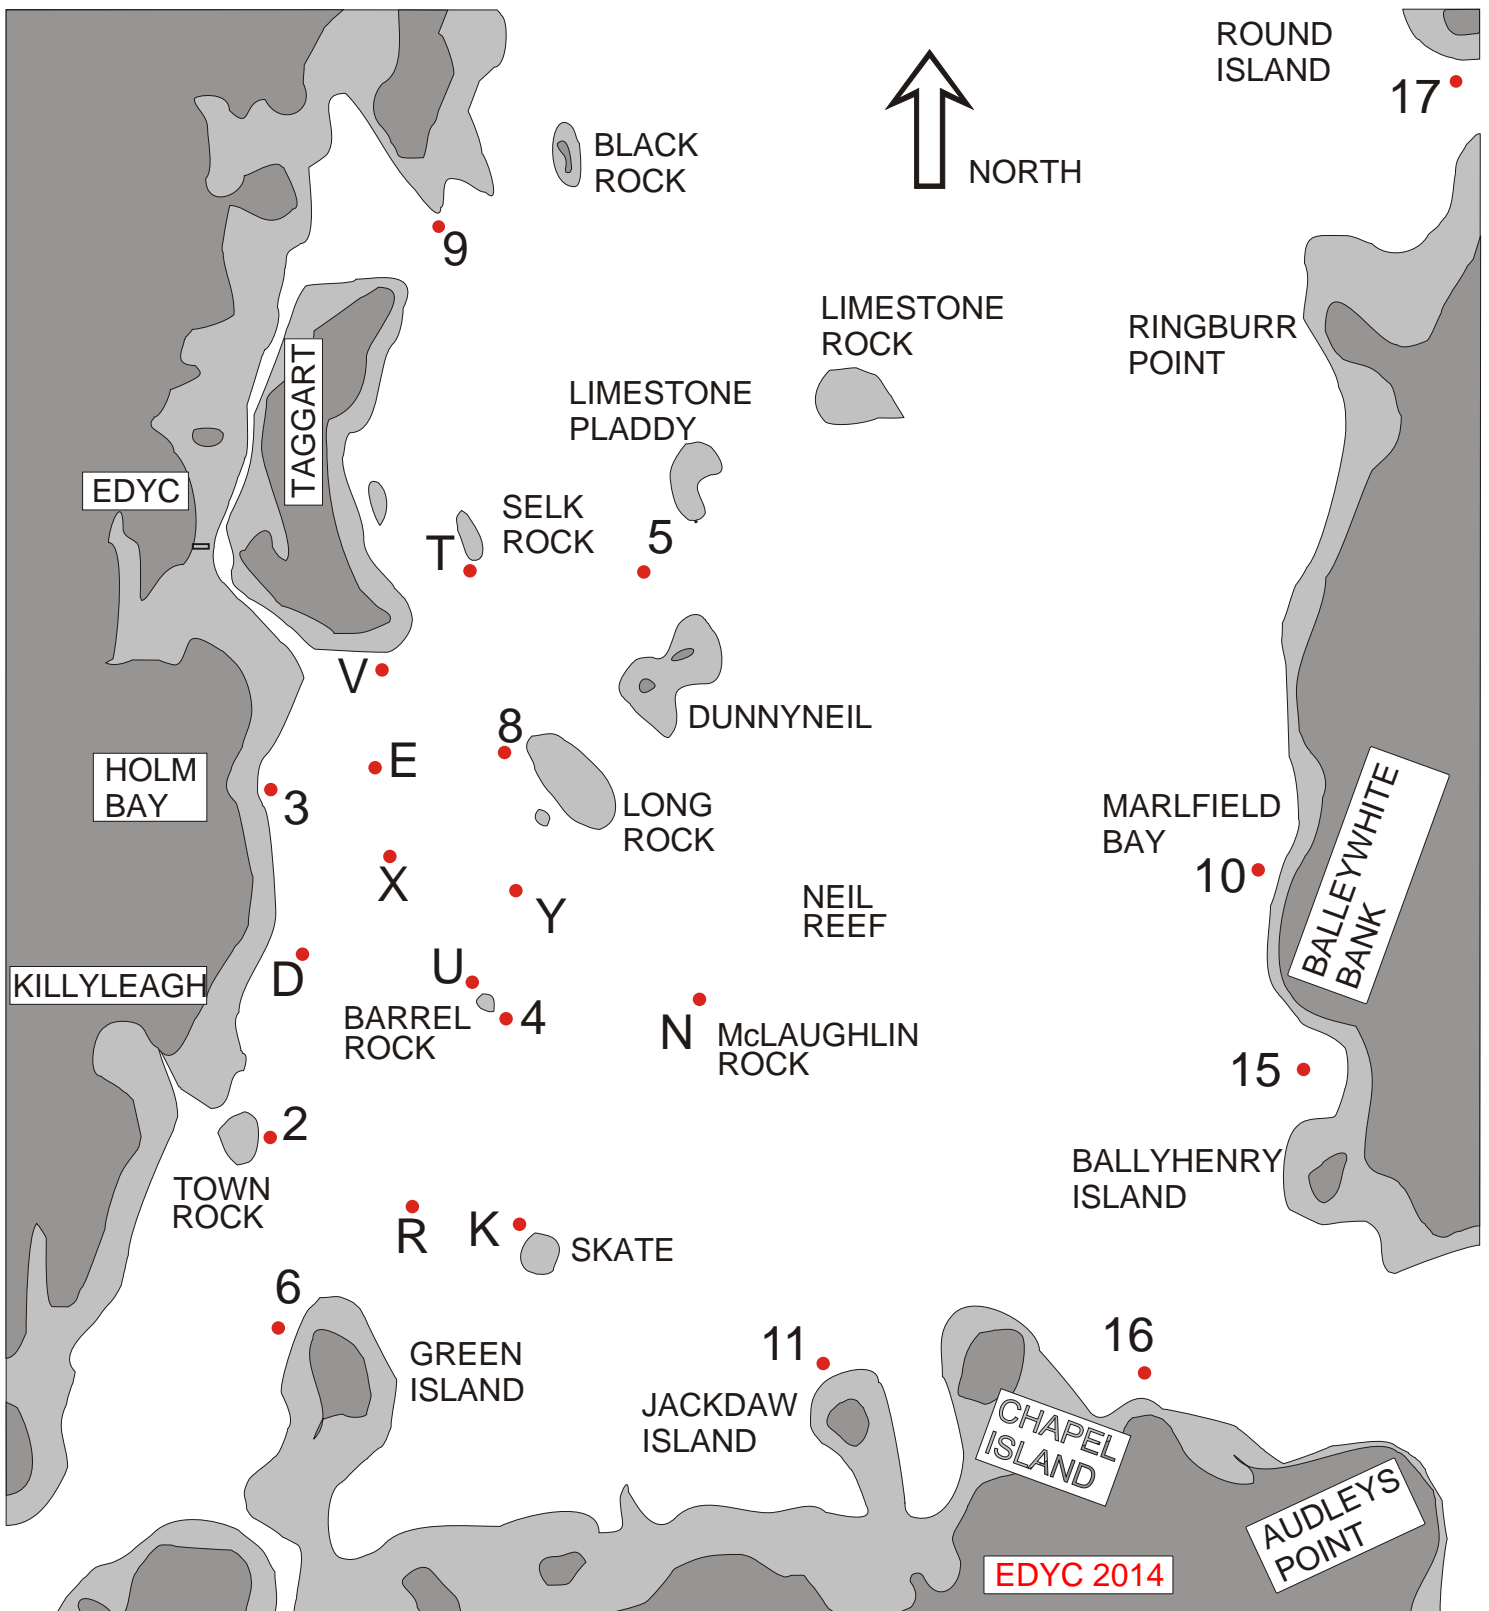 ROUND
ISLAND
17
BLACK
ROCK
NORTH
9
LIMESTONE
ROCK
RINGBURR
POINT
TAGGART
LIMESTONE
PLADDY
EDYC
SELK
ROCK
T
5
V
DUNNYNEIL
8
E
HOLM
BAY
3
LONG
ROCK
MARLFIELD
BAY
BALLEYWHITE
BANK
X
10
Y
NEIL
REEF
D
U
KILLYLEAGH
BARREL
ROCK
4
N
McLAUGHLIN
ROCK
15
2
BALLYHENRY
ISLAND
TOWN
ROCK
R
K
SKATE
6
11
16
GREEN
ISLAND
JACKDAW
ISLAND
CHAPEL
ISLAND
AUDLEYS
POINT
EDYC 2014